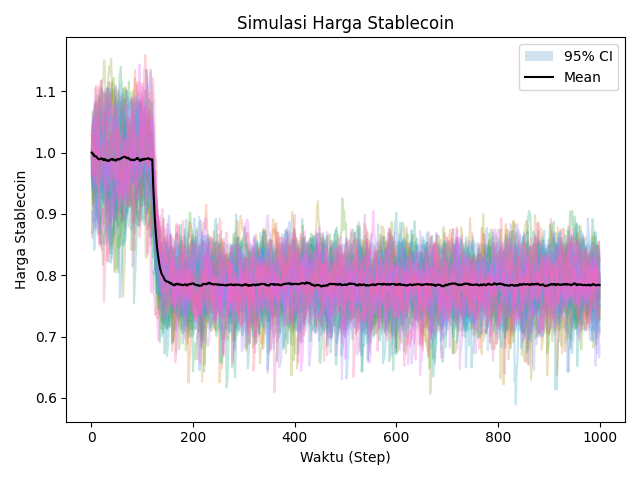 Simulasi Harga Stablecoin
95% CI
Mean
Harga Stablecoin
1.1
1.0
0.9
0.8
0.7
0.6
0 200 400 600 800 1000
Waktu (Step)